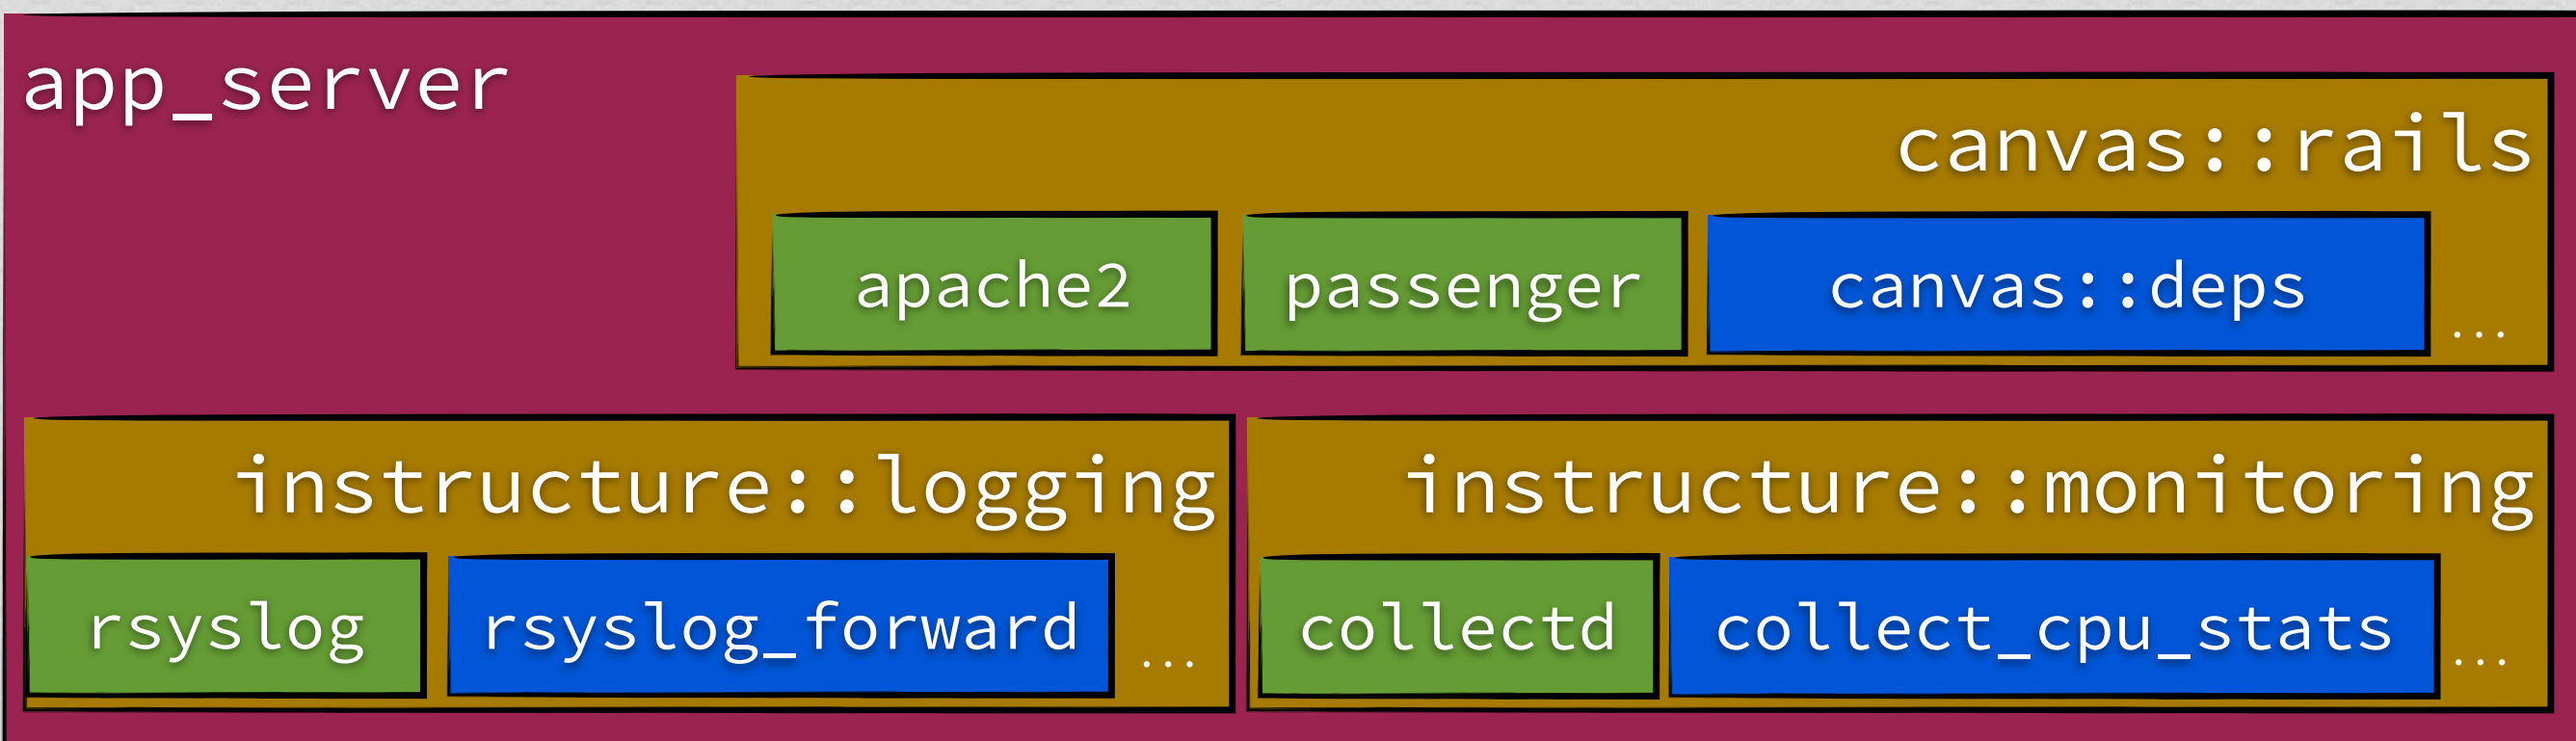 app_server
canvas::rails
apache2
passenger
canvas::deps
...
instructure::logging
rsyslog
rsyslog_forward
...
instructure::monitoring
collectd
collect_cpu_stats
...